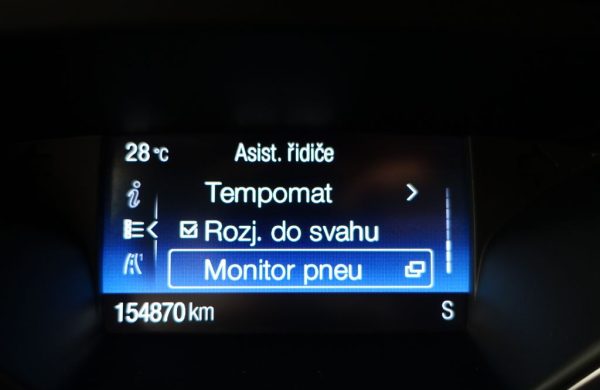 28 °C Asist. řidiče
Tempomat
Rozj. do svahu
Monitor pneu
154870 km S